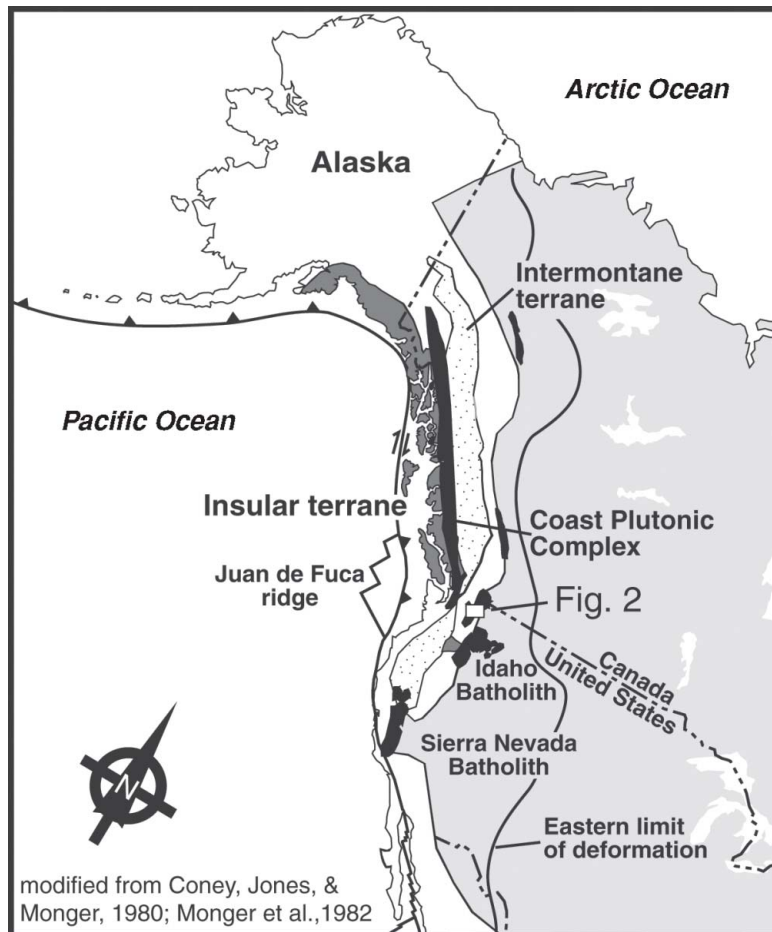 Arctic Ocean
Alaska
Intermontane
terrane
Pacific Ocean
Insular terrane
Coast Plutonic
Complex
Juan de Fuca
ridge
Fig. 2
Canada
United States
Idaho
Batholith
Sierra Nevada
Batholith
N
Eastern limit
of deformation
modified from Coney, Jones, &
Monger, 1980; Monger et al.,1982